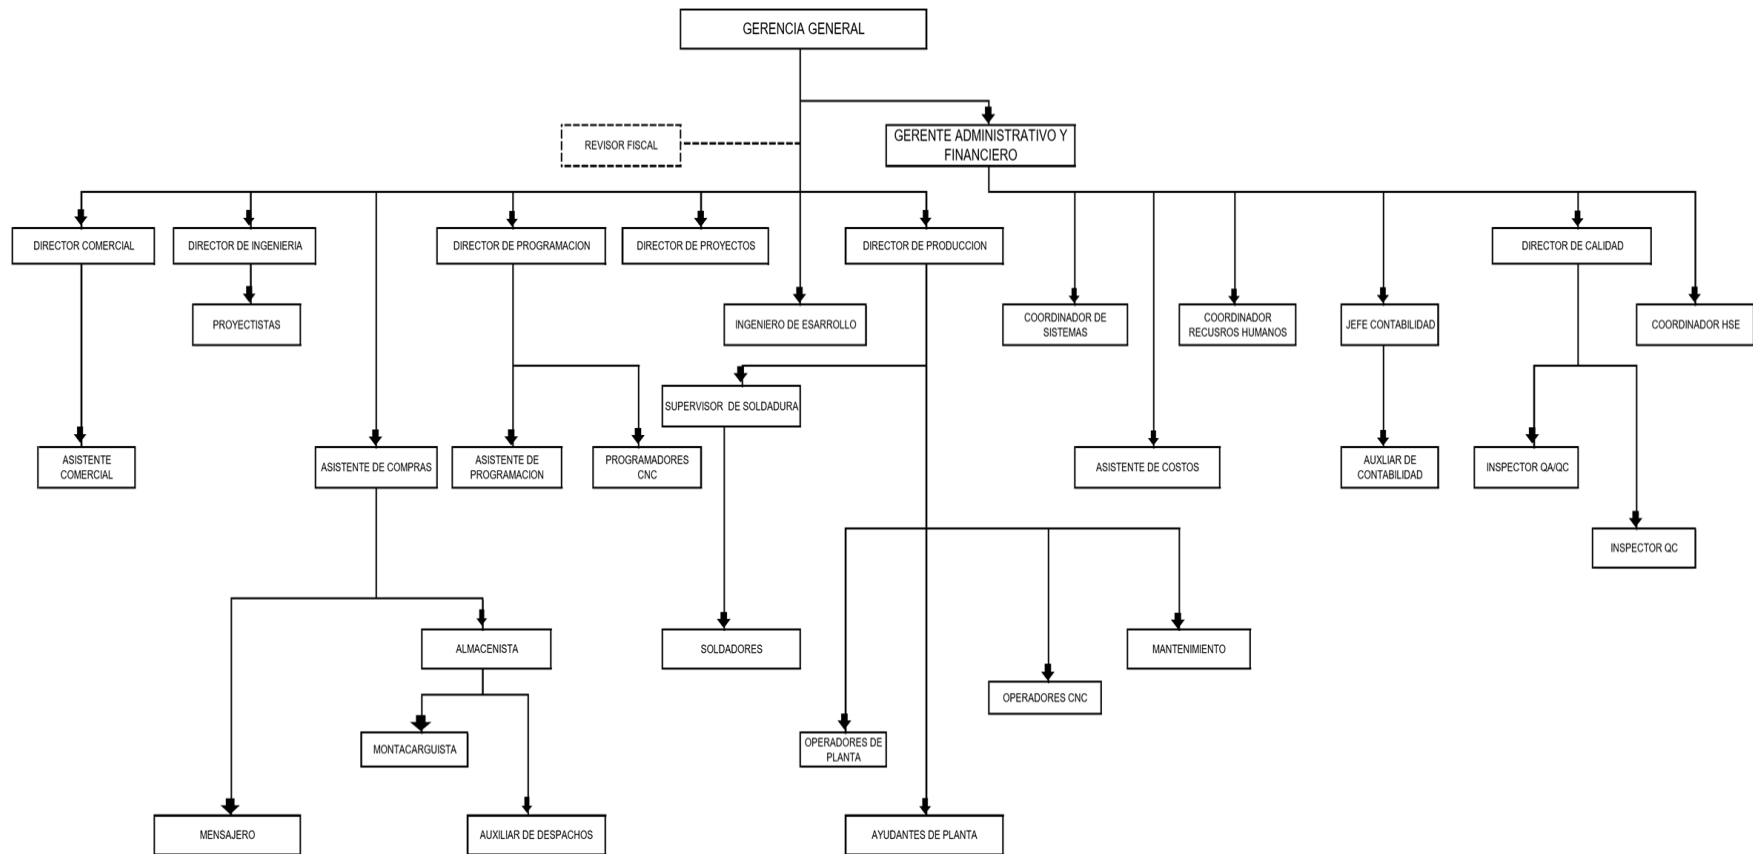 GERENCIA GENERAL
REVISOR FISCAL
GERENTE ADMINISTRATIVO Y
FINANCIERO
DIRECTOR COMERCIAL
DIRECTOR DE INGENIERIA
DIRECTOR DE PROGRAMACION
DIRECTOR DE PROYECTOS
DIRECTOR DE PRODUCCION
DIRECTOR DE CALIDAD
PROYECTISTAS
INGENIERO DE ESARROLLO
COORDINADOR DE
SISTEMAS
COORDINADOR
RECUSROS HUMANOS
JEFE CONTABILIDAD
COORDINADOR HSE
SUPERVISOR DE SOLDADURA
ASISTENTE
COMERCIAL
ASISTENTE DE COMPRAS
ASISTENTE DE
PROGRAMACION
PROGRAMADORES
CNC
ASISTENTE DE COSTOS
AUXLIAR DE
CONTABILIDAD
INSPECTOR QA/QC
INSPECTOR QC
ALMACENISTA
SOLDADORES
MANTENIMIENTO
OPERADORES CNC
MONTACARGUISTA
OPERADORES DE
PLANTA
MENSAJERO
AUXILIAR DE DESPACHOS
AYUDANTES DE PLANTA